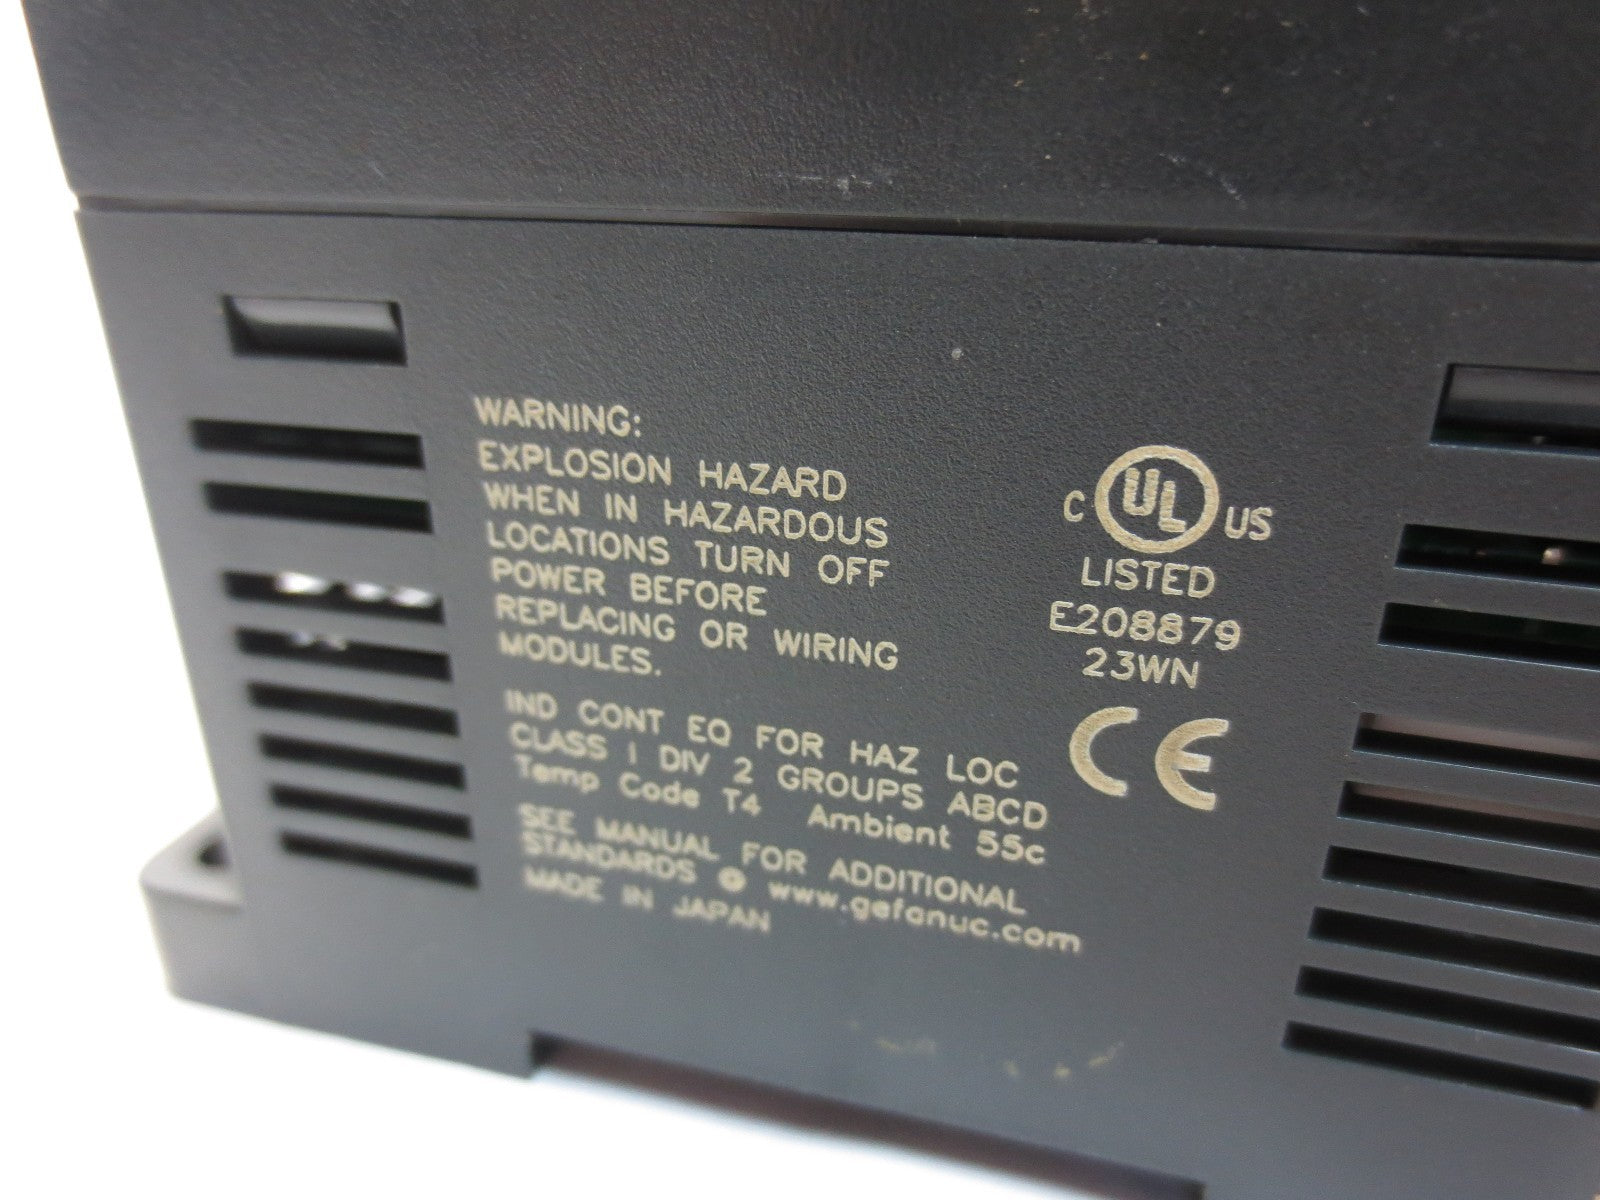 WARNING:
EXPLOSION HAZARD
WHEN IN HAZARDOUS
LOCATIONS TURN OFF
POWER BEFORE
REPLACING OR WIRING
MODULES.
IND CONT EQ FOR HAZ LOC
CLASS I DIV 2 GROUPS ABCD
Temp Code T4 Ambient 55c
SEE MANUAL FOR ADDITIONAL
STANDARDS @ www.gefanuc.com
MADE IN JAPAN
C UL US
LISTED
E208879
23WN
CE